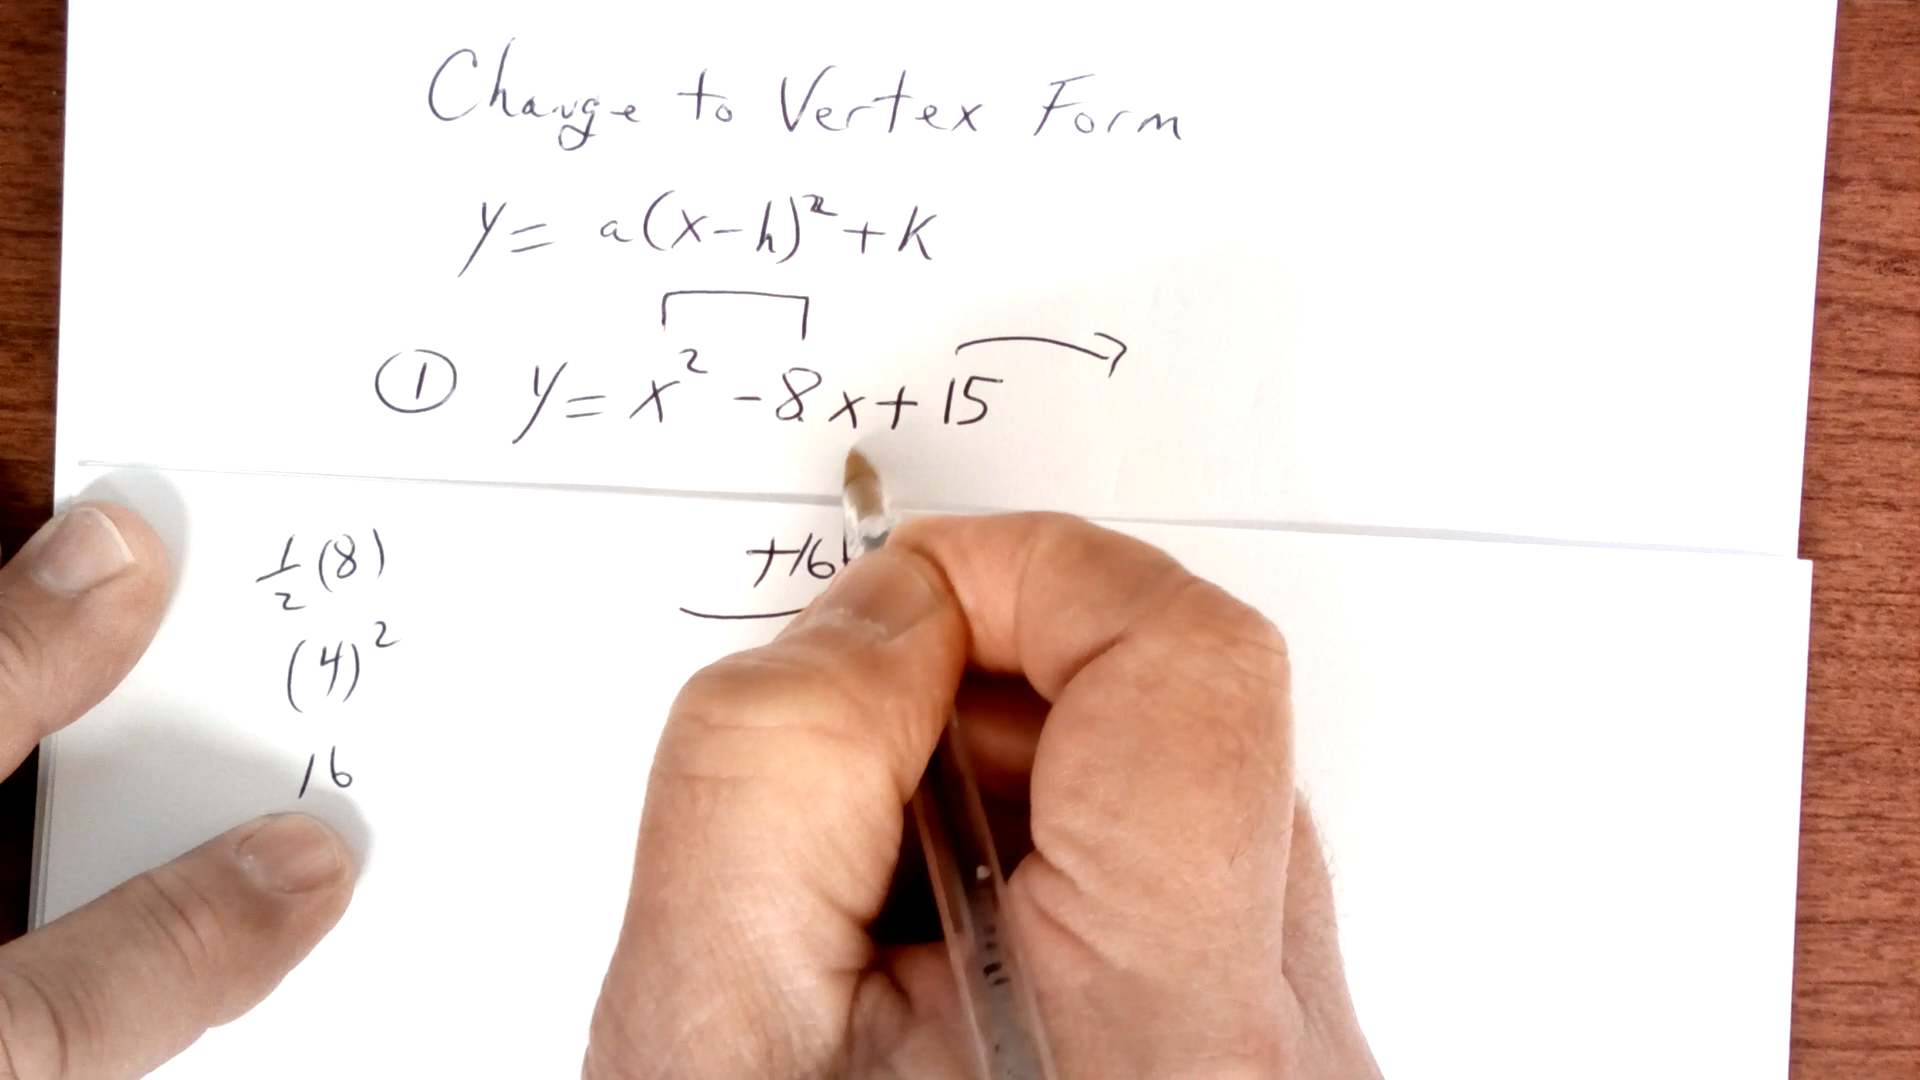 Change to Vertex Form
y = a(x-h)² + k
① y = x² - 8x + 15
½(8)
+16
(4)²
16